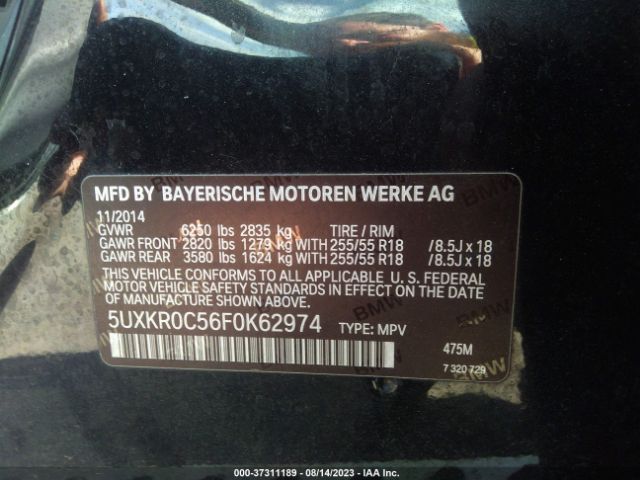 MFD BY BAYERISCHE MOTOREN WERKE AG
11/2014
GVWR 6250 lbs 2835 kg TIRE / RIM
GAWR FRONT 2820 lbs 1279 kg WITH 255/55 R18 /8.5J x 18
GAWR REAR 3580 lbs 1624 kg WITH 255/55 R18 /8.5J x 18
THIS VEHICLE CONFORMS TO ALL APPLICABLE U. S. FEDERAL
MOTOR VEHICLE SAFETY STANDARDS IN EFFECT ON THE DATE
OF MANUFACTURE SHOWN ABOVE.
5UXKR0C56F0K62974 TYPE: MPV
475M
7 320 729
BMW
BMW
BMW
000-37311189 - 08/14/2023 - IAA Inc.